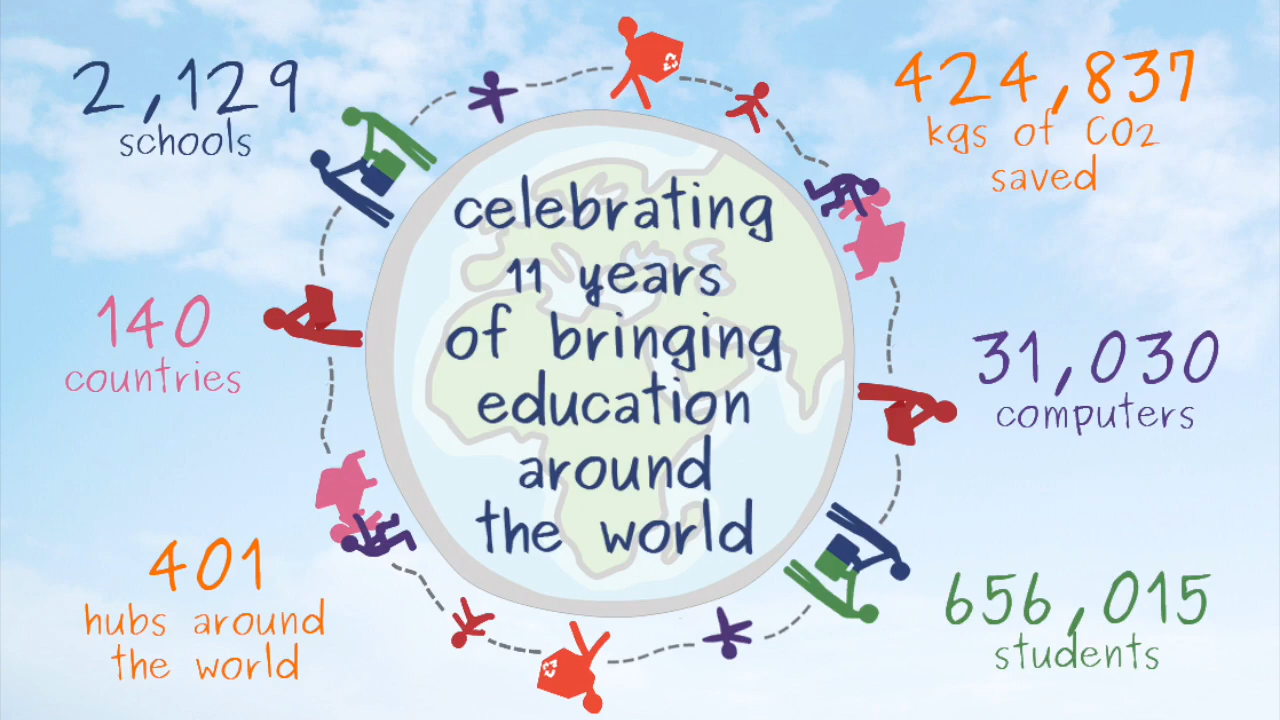 2,129
schools
140
countries
401
hubs around
the world
celebrating
11 years
of bringing
education
around
the world
424,837
kgs of CO2
saved
31,030
computers
656,015
students